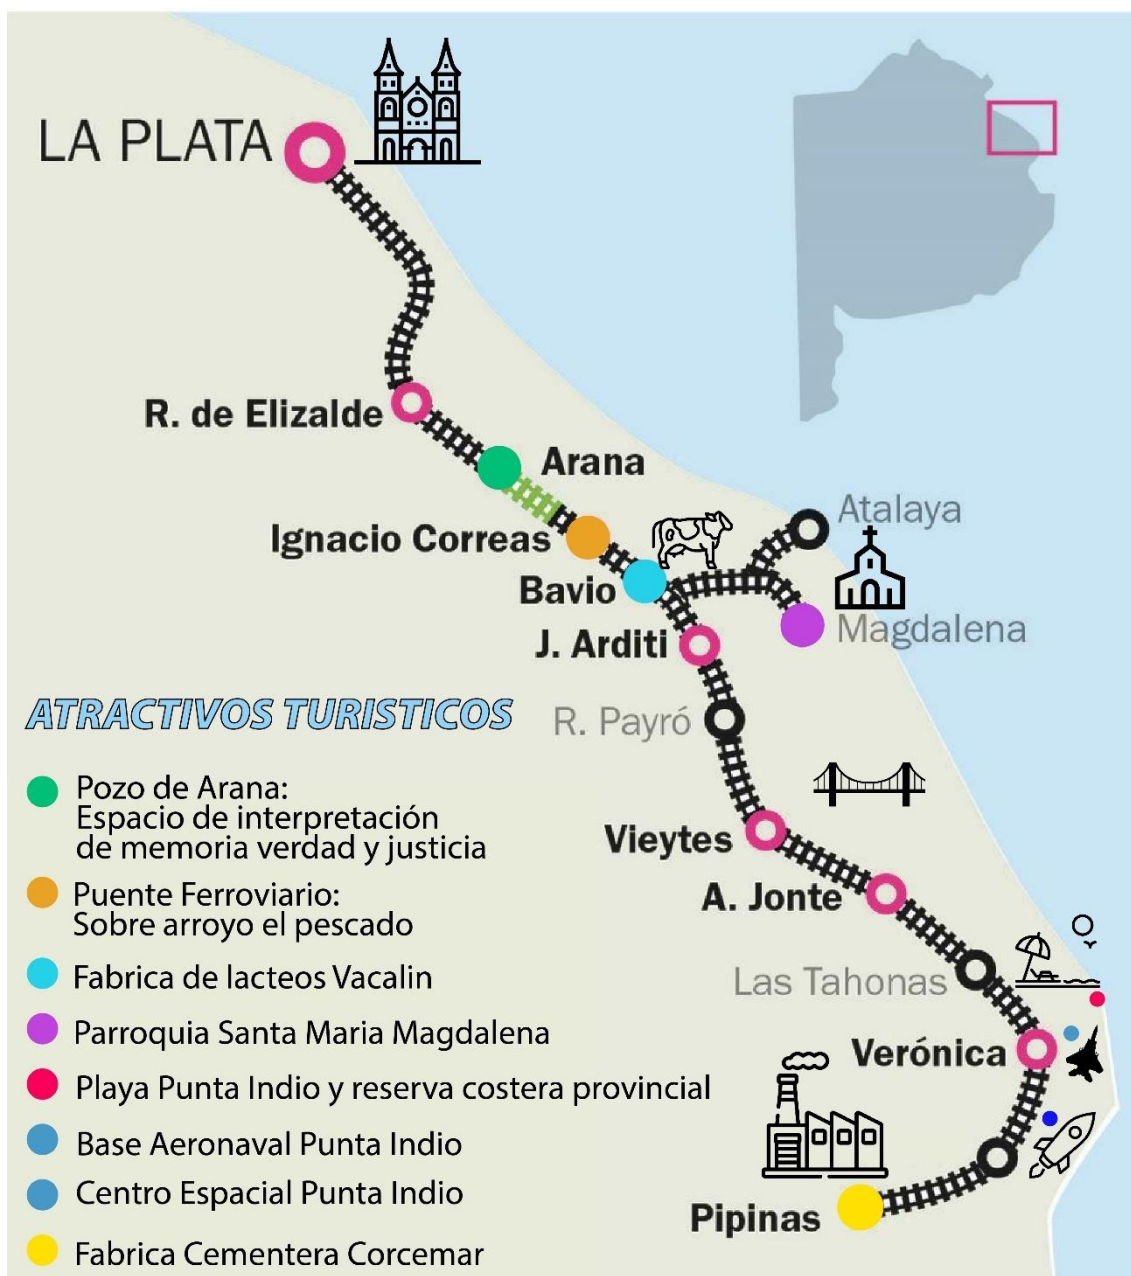 LA PLATA
R. de Elizalde
Arana
Ignacio Correas
Atalaya
Bavio
Magdalena
J. Arditi
R. Payró
Vieytes
A. Jonte
Las Tahonas
Verónica
Pipinas
ATRACTIVOS TURISTICOS
Pozo de Arana:
Espacio de interpretación
de memoria verdad y justicia
Puente Ferroviario:
Sobre arroyo el pescado
Fabrica de lacteos Vacalin
Parroquia Santa Maria Magdalena
Playa Punta Indio y reserva costera provincial
Base Aeronaval Punta Indio
Centro Espacial Punta Indio
Fabrica Cementera Corcemar